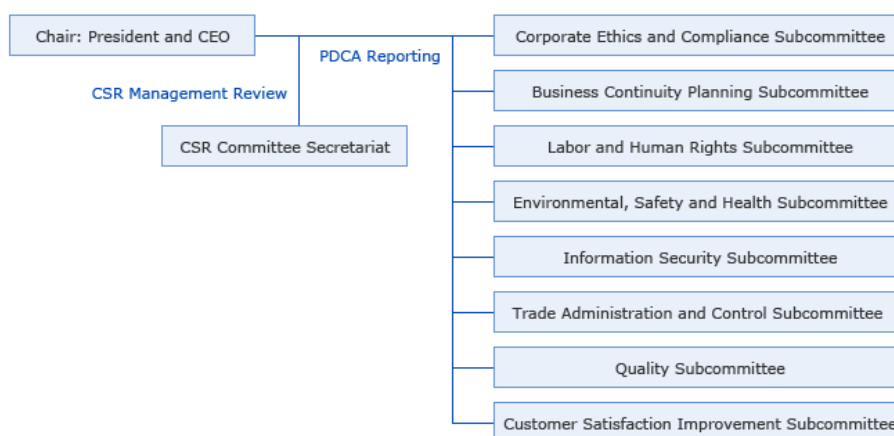 Chair: President and CEO
Corporate Ethics and Compliance Subcommittee
PDCA Reporting
Business Continuity Planning Subcommittee
CSR Management Review
CSR Committee Secretariat
Labor and Human Rights Subcommittee
Environmental, Safety and Health Subcommittee
Information Security Subcommittee
Trade Administration and Control Subcommittee
Quality Subcommittee
Customer Satisfaction Improvement Subcommittee